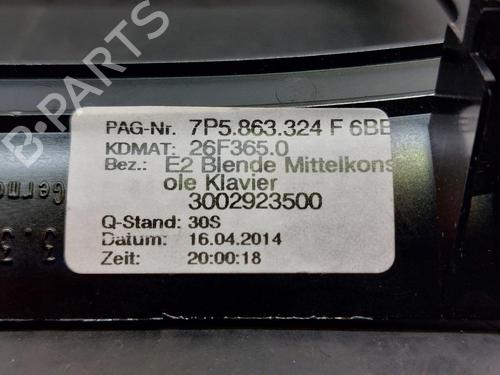 B-Parts
PAG-Nr. 7P5.863.324 F 6BE
KDMAT: 26F365.0
Bez.: E2 Blende Mittelkons
ole Klavier
3002923500
Q-Stand: 30S
Datum: 16.04.2014
Zeit: 20:00:18